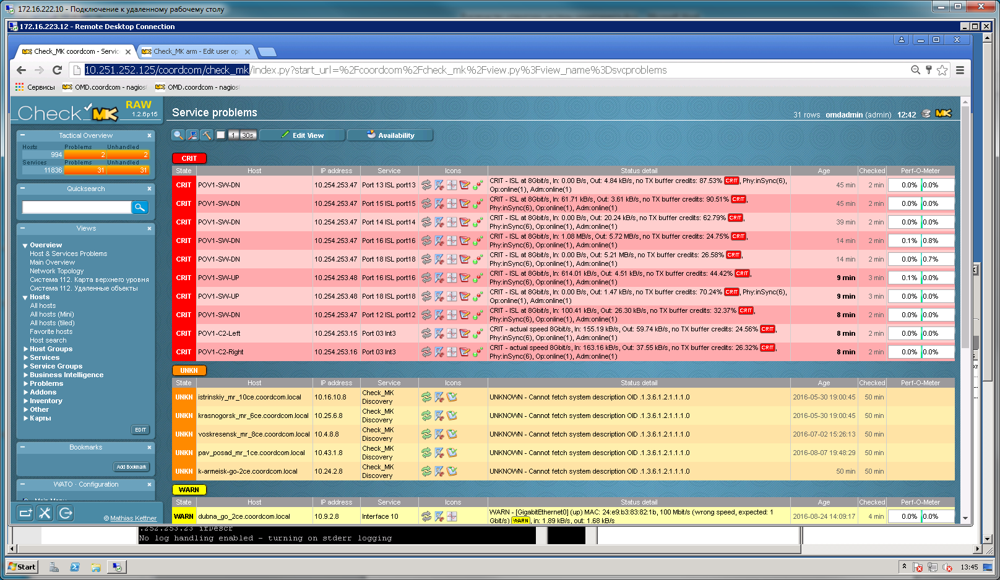 172.16.222.10 - Подключение к удаленному рабочему столу
172.16.223.12 - Remote Desktop Connection
Check_MK coordcom - Servic
Check_MK arm - Edit user op
10.251.252.125/coordcom/check_mk/index.py?start_url=%2Fcoordcom%2Fcheck_mk%2Fview.py%3Fview_name%3Dsvcproblems
Сервисы
OMD.coordcom - nagios
OMD.coordcom - nagios
Check MK
RAW
1.2.6p15
Service problems
31 rows omdadmin (admin) 12:42
Tactical Overview
Hosts Problems Unhandled
994 2 2
Services Problems Unhandled
11836 31 31
Quicksearch
Views
Overview
Host & Services Problems
Main Overview
Network Topology
Система 112. Карта верхнего уровня
Система 112. Удаленные объекты
Hosts
All hosts
All hosts (Mini)
All hosts (tiled)
Favorite hosts
Host search
Host Groups
Services
Service Groups
Business Intelligence
Problems
Addons
Inventory
Other
Карты
EDIT
Bookmarks
Add Bookmark
WATO · Configuration
Main Menu
© Mathias Kettner
1 30s Edit View Availability
CRIT
State Host IP address Service Icons Status detail Age Checked Perf-O-Meter
CRIT POV1-SW-DN 10.254.253.47 Port 13 ISL port13 CRIT - ISL at 8Gbit/s, In: 0.00 B/s, Out: 4.84 kB/s, no TX buffer credits: 87.53% CRIT, Phy:inSync(6), 45 min 2 min 0.0% 0.0%
Op:online(1), Adm:online(1)
CRIT POV1-SW-DN 10.254.253.47 Port 15 ISL port15 CRIT - ISL at 8Gbit/s, In: 61.71 kB/s, Out: 3.61 kB/s, no TX buffer credits: 90.51% CRIT, 45 min 2 min 0.0% 0.0%
Phy:inSync(6), Op:online(1), Adm:online(1)
CRIT POV1-SW-DN 10.254.253.47 Port 14 ISL port14 CRIT - ISL at 8Gbit/s, In: 0.00 B/s, Out: 20.24 kB/s, no TX buffer credits: 62.79% CRIT, 39 min 2 min 0.0% 0.0%
Phy:inSync(6), Op:online(1), Adm:online(1)
CRIT POV1-SW-DN 10.254.253.47 Port 16 ISL port16 CRIT - ISL at 8Gbit/s, In: 1.08 MB/s, Out: 5.72 MB/s, no TX buffer credits: 24.75% CRIT, 14 min 2 min 0.1% 0.8%
Phy:inSync(6), Op:online(1), Adm:online(1)
CRIT POV1-SW-DN 10.254.253.47 Port 18 ISL port18 CRIT - ISL at 8Gbit/s, In: 0.00 B/s, Out: 5.21 MB/s, no TX buffer credits: 26.58% CRIT, 14 min 2 min 0.0% 0.7%
Phy:inSync(6), Op:online(1), Adm:online(1)
CRIT POV1-SW-UP 10.254.253.48 Port 16 ISL port16 CRIT - ISL at 8Gbit/s, In: 614.01 kB/s, Out: 4.51 kB/s, no TX buffer credits: 44.42% CRIT, 9 min 3 min 0.1% 0.0%
Phy:inSync(6), Op:online(1), Adm:online(1)
CRIT POV1-SW-UP 10.254.253.48 Port 18 ISL port18 CRIT - ISL at 8Gbit/s, In: 0.00 B/s, Out: 1.47 kB/s, no TX buffer credits: 70.24% CRIT, Phy:inSync(6), 9 min 3 min 0.0% 0.0%
Op:online(1), Adm:online(1)
CRIT POV1-SW-DN 10.254.253.47 Port 12 ISL port12 CRIT - ISL at 8Gbit/s, In: 100.41 kB/s, Out: 26.30 kB/s, no TX buffer credits: 32.37% CRIT, 8 min 2 min 0.0% 0.0%
Phy:inSync(6), Op:online(1), Adm:online(1)
CRIT POV1-C2-Left 10.254.253.15 Port 03 Int3 CRIT - actual speed 8Gbit/s, In: 155.19 kB/s, Out: 59.74 kB/s, no TX buffer credits: 24.56% CRIT, 8 min 2 min 0.0% 0.0%
Phy:inSync(6), Op:online(1), Adm:online(1)
CRIT POV1-C2-Right 10.254.253.16 Port 03 Int3 CRIT - actual speed 8Gbit/s, In: 163.16 kB/s, Out: 37.55 kB/s, no TX buffer credits: 26.32% CRIT, 8 min 2 min 0.0% 0.0%
Phy:inSync(6), Op:online(1), Adm:online(1)
UNKN
State Host IP address Service Icons Status detail Age Checked Perf-O-Meter
UNKN istrinskiy_mr_10ce.coordcom.local 10.16.10.8 Check_MK Discovery UNKNOWN - Cannot fetch system description OID .1.3.6.1.2.1.1.1.0 2016-05-30 19:00:45 50 min
UNKN krasnogorsk_mr_6ce.coordcom.local 10.25.6.8 Check_MK Discovery UNKNOWN - Cannot fetch system description OID .1.3.6.1.2.1.1.1.0 2016-05-30 19:00:45 50 min
UNKN voskresensk_mr_8ce.coordcom.local 10.4.8.8 Check_MK Discovery UNKNOWN - Cannot fetch system description OID .1.3.6.1.2.1.1.1.0 2016-07-02 15:26:13 50 min
UNKN pav_posad_mr_1ce.coordcom.local 10.43.1.8 Check_MK Discovery UNKNOWN - Cannot fetch system description OID .1.3.6.1.2.1.1.1.0 2016-08-07 19:48:29 50 min
UNKN k-armeisk-go-2ce.coordcom.local 10.24.2.8 Check_MK Discovery UNKNOWN - Cannot fetch system description OID .1.3.6.1.2.1.1.1.0 50 min 50 min
WARN
State Host IP address Service Icons Status detail Age Checked Perf-O-Meter
WARN dubna_go_2ce.coordcom.local 10.9.2.8 Interface 10 WARN - [GigabitEthernet0] (up) MAC: 24:e9:b3:83:82:1b, 100 Mbit/s (wrong speed, expected: 1 2016-08-24 14:09:17 4 min 0.0% 0.0%
Gbit/s) WARN, in: 1.89 kB/s, out: 1.68 kB/s
.252.253.23 ifDescr
No log handling enabled - turning on stderr logging
Start
13:45